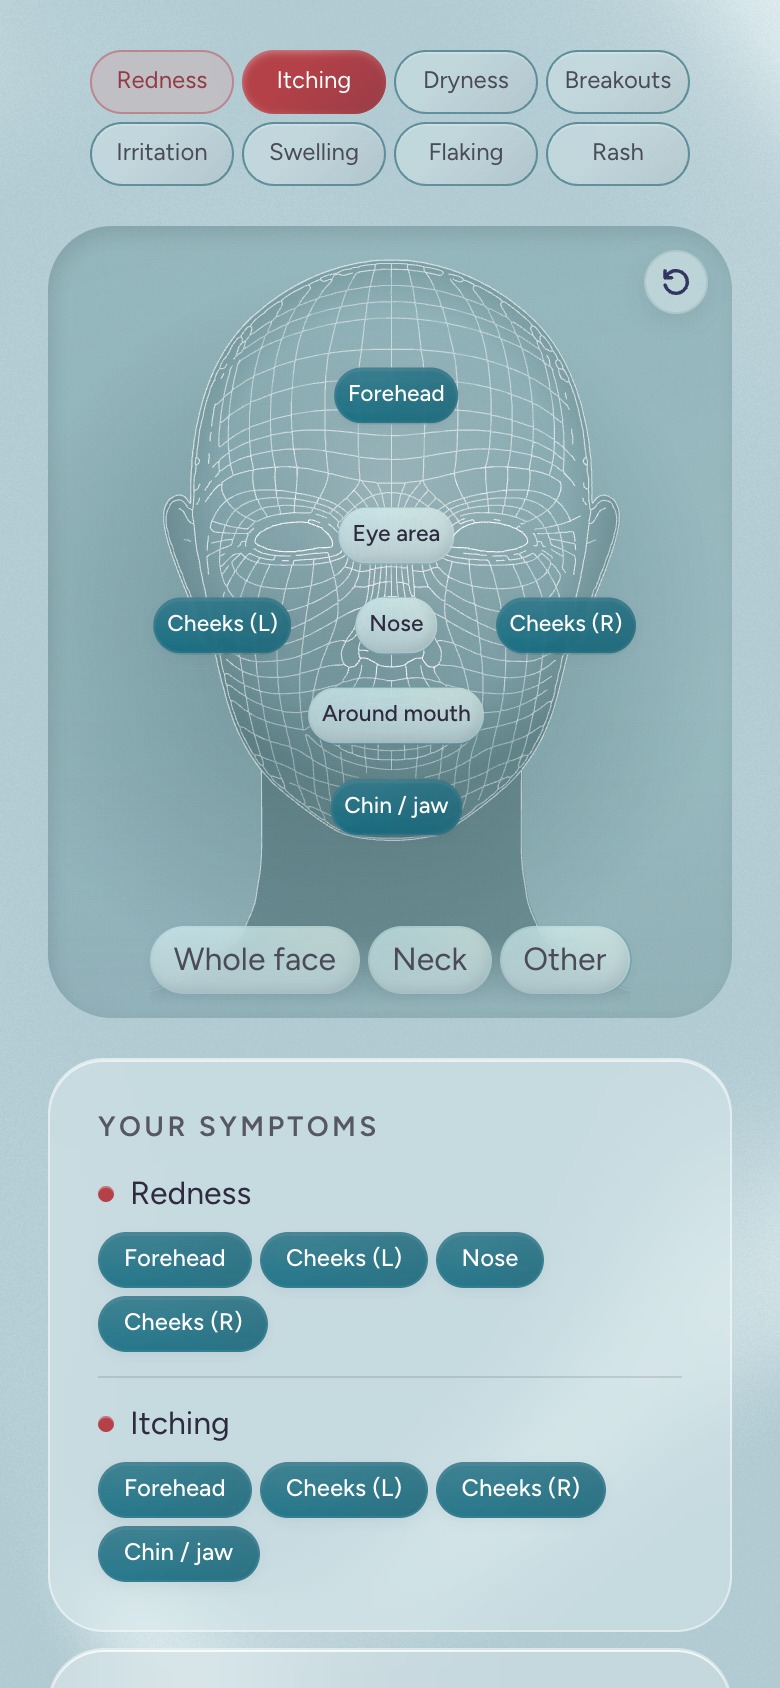 Redness Itching Dryness Breakouts
Irritation Swelling Flaking Rash
Forehead
Eye area
Cheeks (L) Nose Cheeks (R)
Around mouth
Chin / jaw
Whole face Neck Other
YOUR SYMPTOMS
Redness
Forehead Cheeks (L) Nose
Cheeks (R)
Itching
Forehead Cheeks (L) Cheeks (R)
Chin / jaw